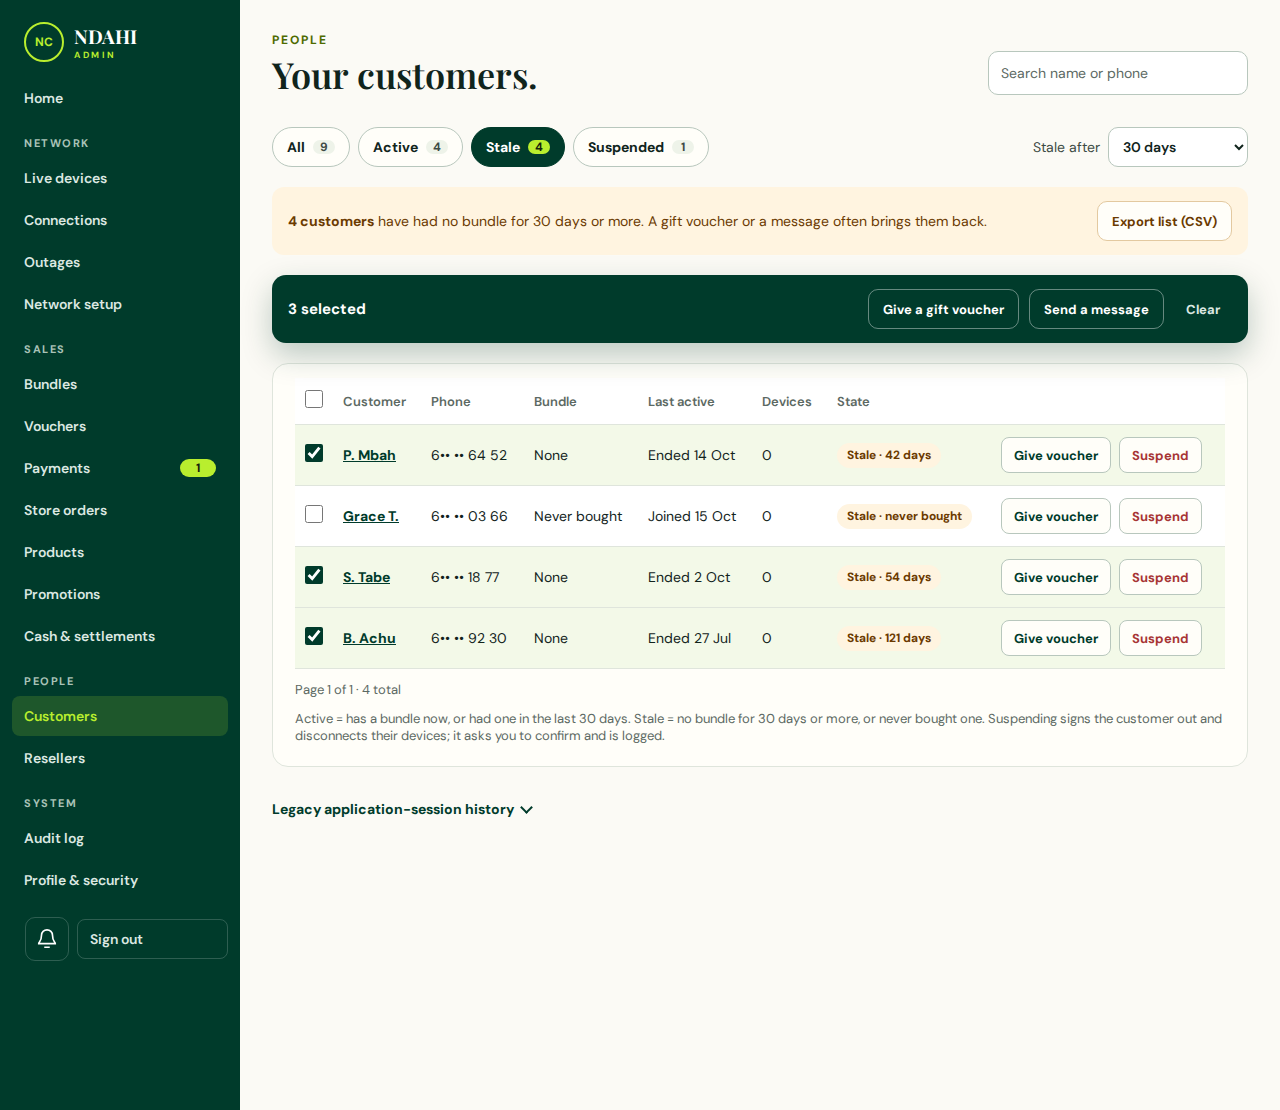 NC
NDAHI
ADMIN
Home
NETWORK
Live devices
Connections
Outages
Network setup
SALES
Bundles
Vouchers
Payments 1
Store orders
Products
Promotions
Cash & settlements
PEOPLE
Customers
Resellers
SYSTEM
Audit log
Profile & security
Sign out
PEOPLE
Your customers.
Search name or phone
All 9 Active 4 Stale 4 Suspended 1
Stale after 30 days
4 customers have had no bundle for 30 days or more. A gift voucher or a message often brings them back.
Export list (CSV)
3 selected
Give a gift voucher Send a message Clear
Customer Phone Bundle Last active Devices State
P. Mbah 6•• •• 64 52 None Ended 14 Oct 0 Stale · 42 days Give voucher Suspend
Grace T. 6•• •• 03 66 Never bought Joined 15 Oct 0 Stale · never bought Give voucher Suspend
S. Tabe 6•• •• 18 77 None Ended 2 Oct 0 Stale · 54 days Give voucher Suspend
B. Achu 6•• •• 92 30 None Ended 27 Jul 0 Stale · 121 days Give voucher Suspend
Page 1 of 1 · 4 total
Active = has a bundle now, or had one in the last 30 days. Stale = no bundle for 30 days or more, or never bought one. Suspending signs the customer out and
disconnects their devices; it asks you to confirm and is logged.
Legacy application-session history